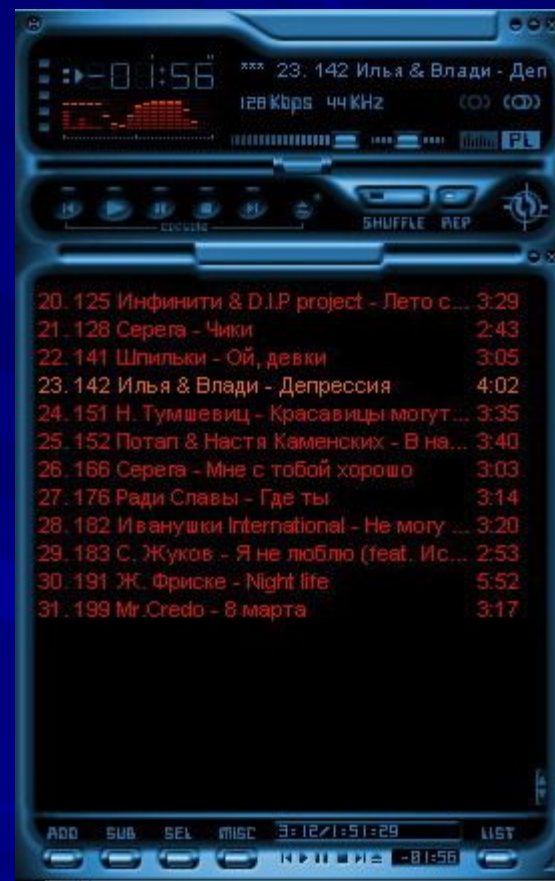 -01:56
*** 23. 142 Илья & Влади - Деп
128 Kbps 44 KHz
PL
SHUFFLE REP
20. 125 Инфинити & D.I.P project - Лето с... 3:29
21. 128 Серега - Чики 2:43
22. 141 Шпильки - Ой, девки 3:05
23. 142 Илья & Влади - Депрессия 4:02
24. 151 Н. Тумшевиц - Красавицы могут... 3:35
25. 152 Потап & Настя Каменских - В на... 3:40
26. 166 Серега - Мне с тобой хорошо 3:03
27. 176 Ради Славы - Где ты 3:14
28. 182 Иванушки International - Не могу ... 3:20
29. 183 С. Жуков - Я не люблю (feat. Ис... 2:53
30. 191 Ж. Фриске - Night life 5:52
31. 199 Mr.Credo - 8 марта 3:17
ADD SUB SEL MISC 3:12/1:51:29 LIST
-01:56